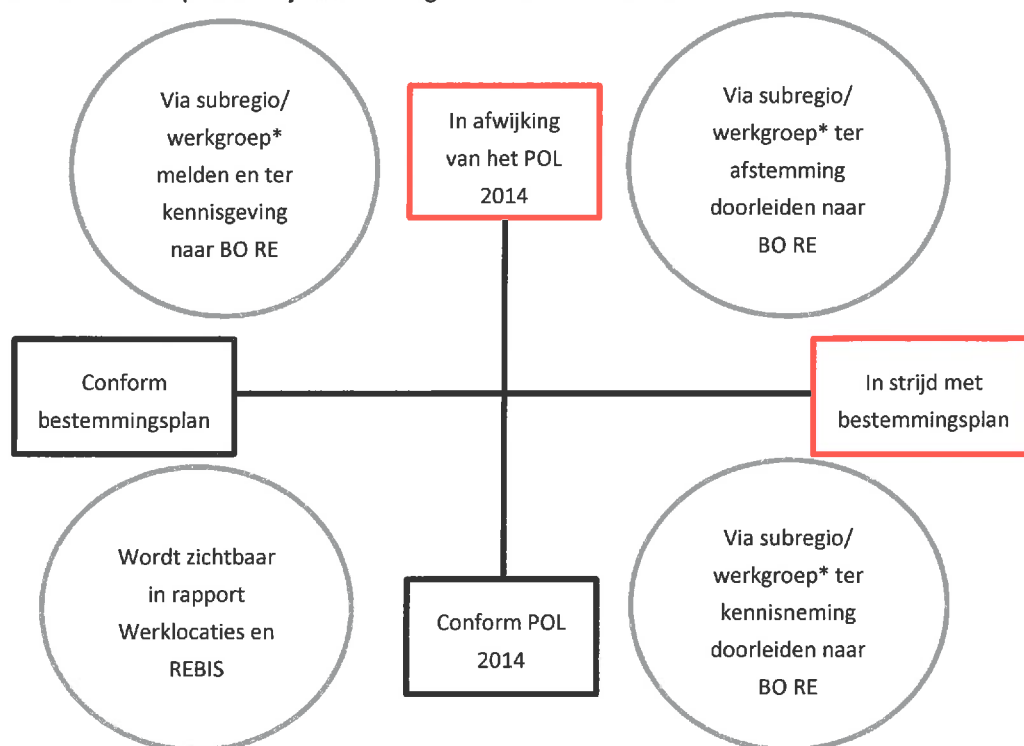 Via subregio/
werkgroep*
melden en ter
kennisgeving
naar BO RE
In afwijking
van het POL
2014
Via subregio/
werkgroep* ter
afstemming
doorleiden naar
BO RE
Conform
bestemmingsplan
In strijd met
bestemmingsplan
Wordt zichtbaar
in rapport
Werklocaties en
REBIS
Conform POL
2014
Via subregio/
werkgroep* ter
kennisneming
doorleiden naar
BO RE